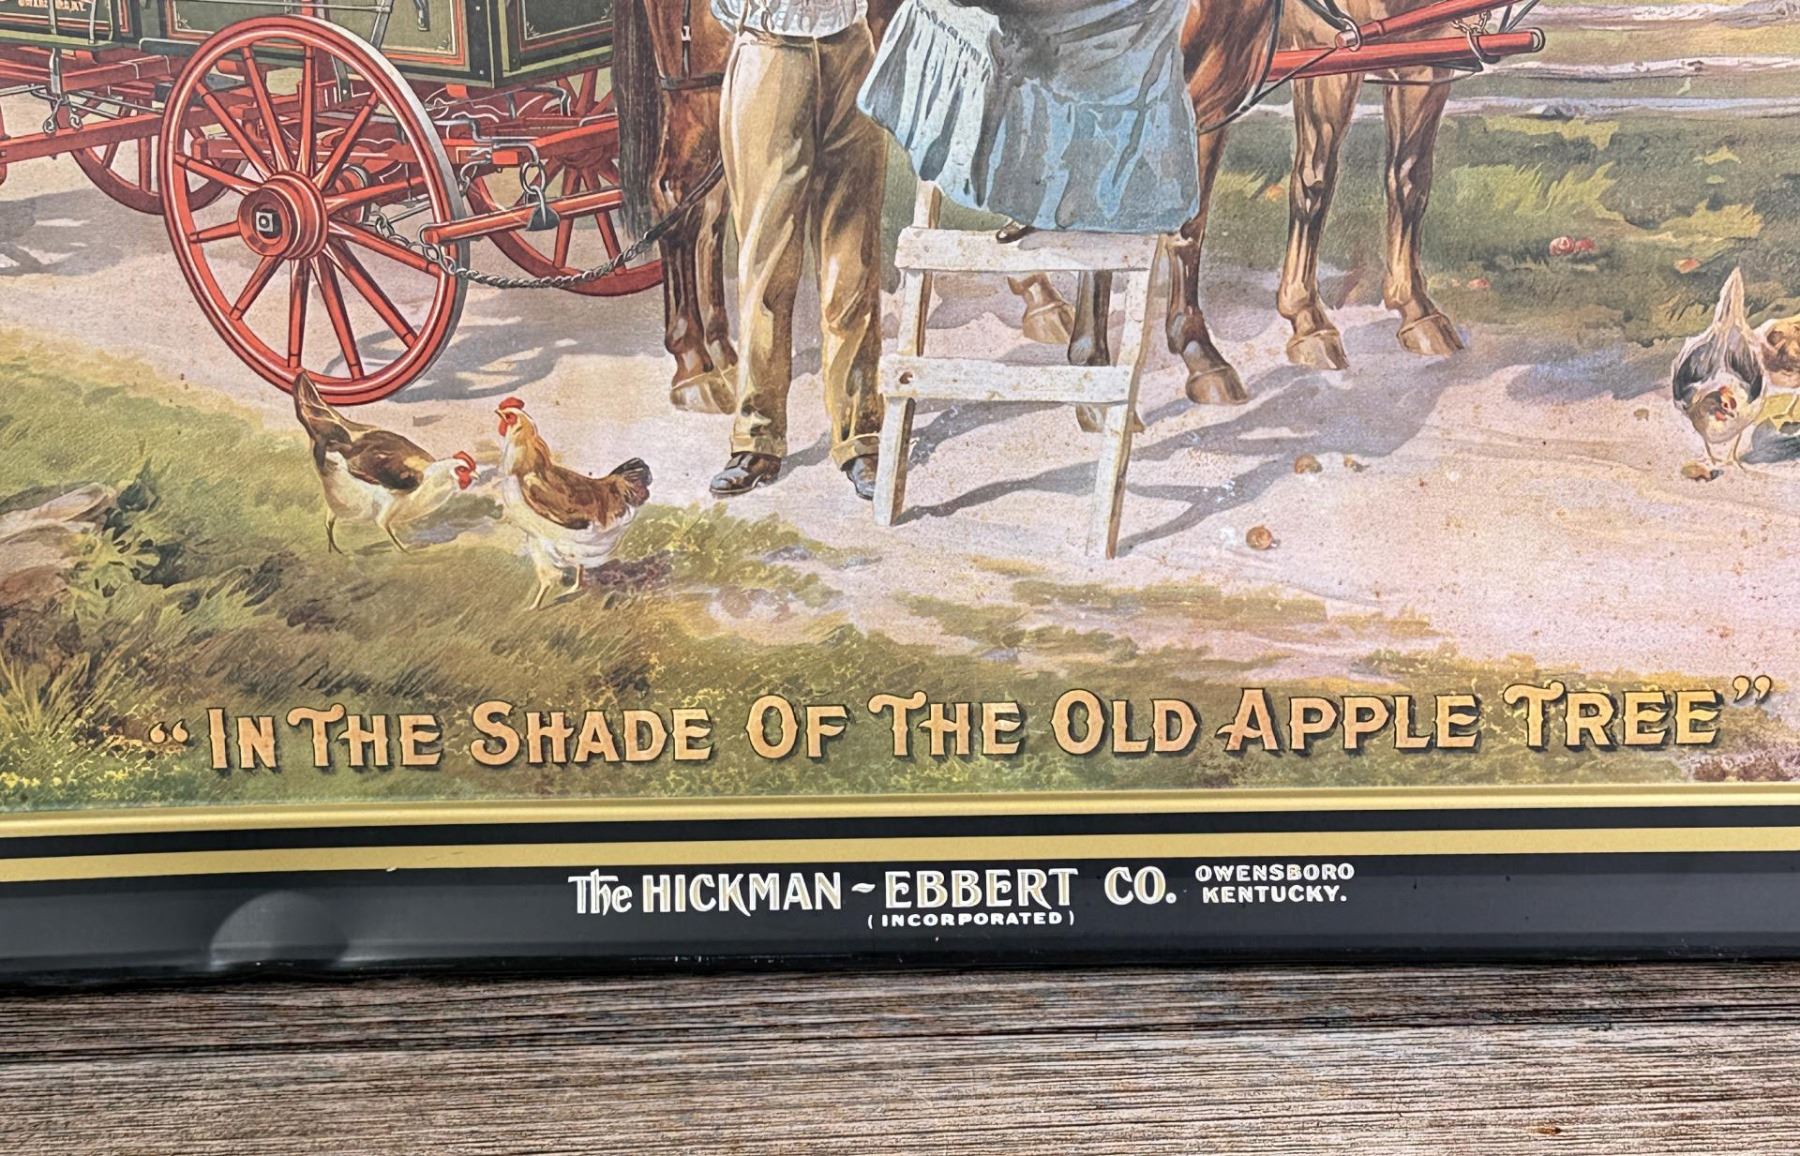 “IN THE SHADE OF THE OLD APPLE TREE”
The HICKMAN~EBBERT CO. OWENSBORO
KENTUCKY.
(INCORPORATED)